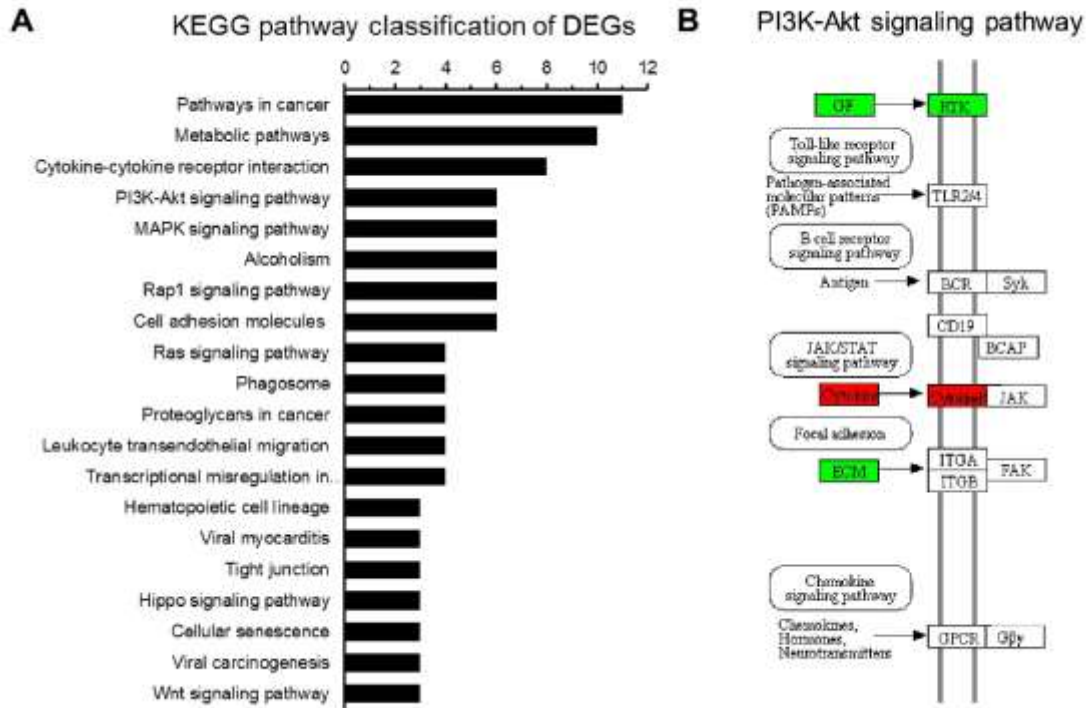 A
KEGG pathway classification of DEGs
0 2 4 6 8 10 12
Pathways in cancer
Metabolic pathways
Cytokine-cytokine receptor interaction
PI3K-Akt signaling pathway
MAPK signaling pathway
Alcoholism
Rap1 signaling pathway
Cell adhesion molecules
Ras signaling pathway
Phagosome
Proteoglycans in cancer
Leukocyte transendothelial migration
Transcriptional misregulation in.
Hematopoietic cell lineage
Viral myocarditis
Tight junction
Hippo signaling pathway
Cellular senescence
Viral carcinogenesis
Wnt signaling pathway
B
PI3K-Akt signaling pathway
GF RTK
Toll-like receptor
signaling pathway
Pathogen-associated
molecular patterns
(PAMPs)
TLR2/4
B cell receptor
signaling pathway
Antigen BCR Syk
CD19
BCAP
JAK/STAT
signaling pathway
Cytokine JAK
Focal adhesion
ECM ITGA
ITGB FAK
Chemokine
signaling pathway
Chemokines,
Hormones,
Neurotransmitters
GPCR Gβγ